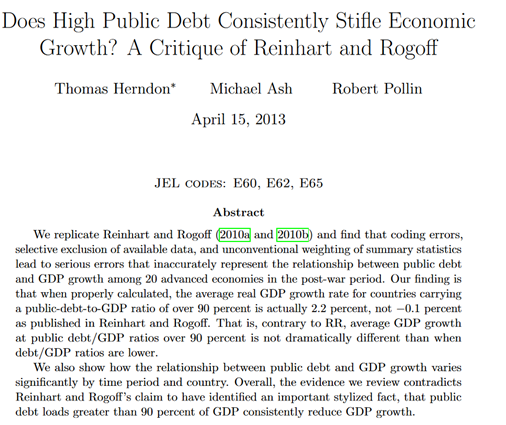 Does High Public Debt Consistently Stifle Economic
Growth? A Critique of Reinhart and Rogoff
Thomas Herndon* Michael Ash Robert Pollin
April 15, 2013
JEL CODES: E60, E62, E65
Abstract
We replicate Reinhart and Rogoff (2010a and 2010b) and find that coding errors,
selective exclusion of available data, and unconventional weighting of summary statistics
lead to serious errors that inaccurately represent the relationship between public debt
and GDP growth among 20 advanced economies in the post-war period. Our finding is
that when properly calculated, the average real GDP growth rate for countries carrying
a public-debt-to-GDP ratio of over 90 percent is actually 2.2 percent, not −0.1 percent
as published in Reinhart and Rogoff. That is, contrary to RR, average GDP growth
at public debt/GDP ratios over 90 percent is not dramatically different than when
debt/GDP ratios are lower.
We also show how the relationship between public debt and GDP growth varies
significantly by time period and country. Overall, the evidence we review contradicts
Reinhart and Rogoff's claim to have identified an important stylized fact, that public
debt loads greater than 90 percent of GDP consistently reduce GDP growth.